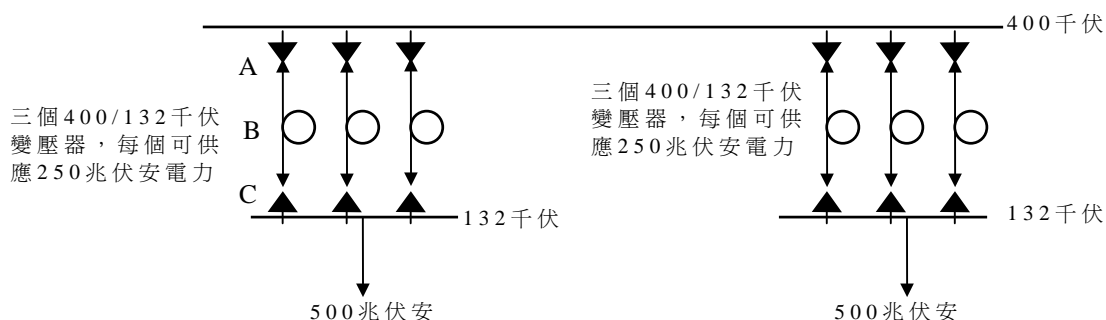 400千伏
A
三個400/132千伏
變壓器，每個可供
應250兆伏安電力
B
C
132千伏
500兆伏安
三個400/132千伏
變壓器，每個可供
應250兆伏安電力
132千伏
500兆伏安